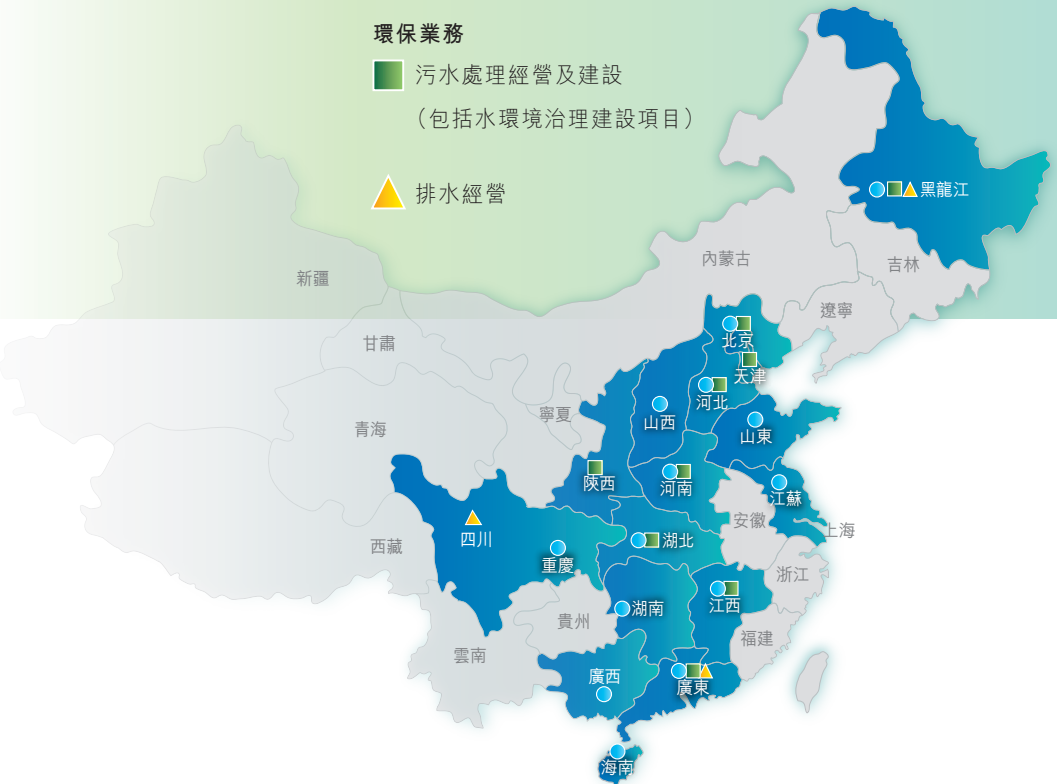 環保業務
污水處理經營及建設
（包括水環境治理建設項目）
排水經營
黑龍江
內蒙古
吉林
新疆
遼寧
北京
甘肅
天津
河北
寧夏
山西
青海
山東
陝西
河南
江蘇
安徽
上海
四川
湖北
西藏
重慶
浙江
江西
湖南
貴州
福建
雲南
廣西
廣東
海南